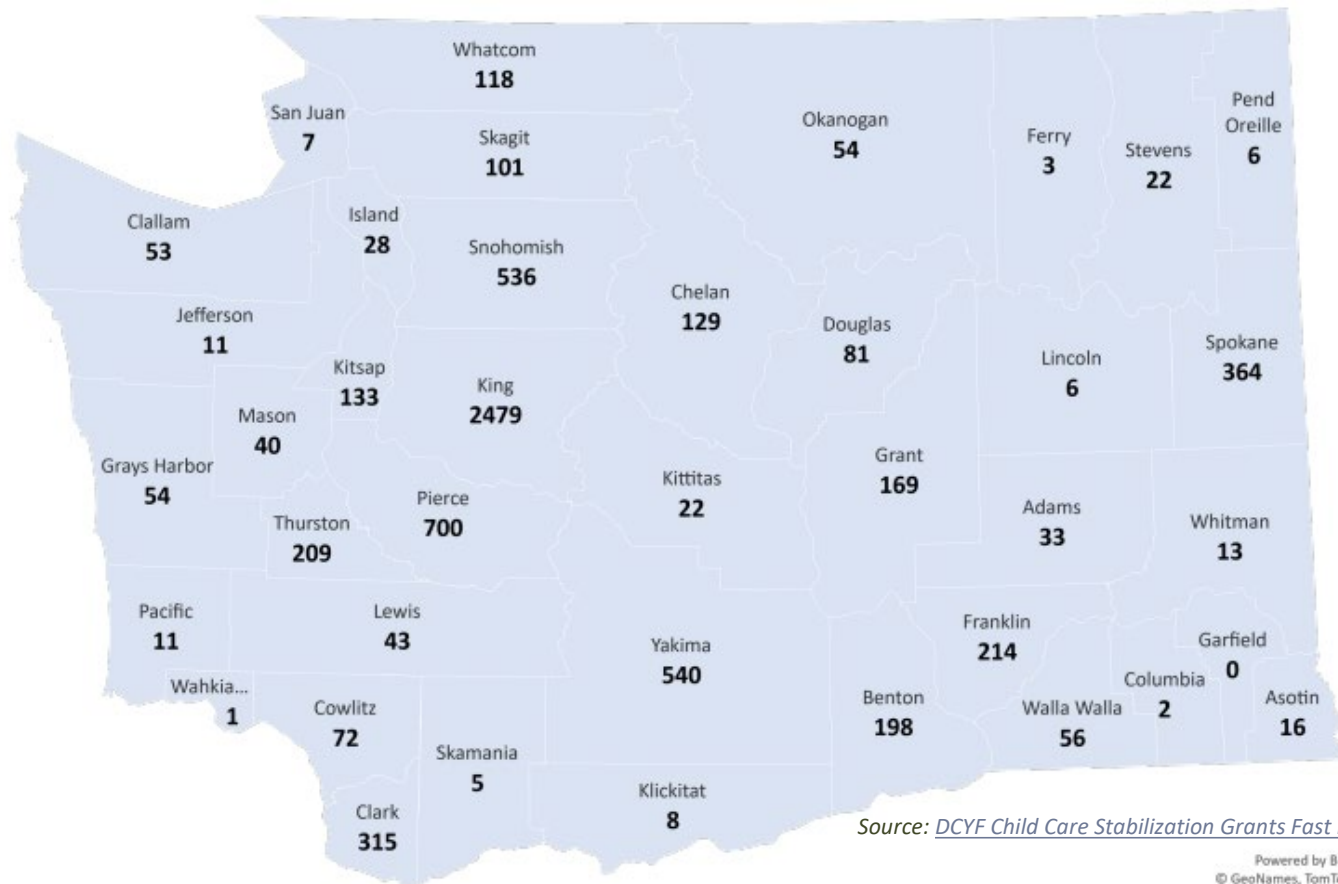 Whatcom
118
San Juan
7
Skagit
101
Okanogan
54
Ferry
3
Stevens
22
Pend
Oreille
6
Clallam
53
Island
28
Snohomish
536
Chelan
129
Douglas
81
Jefferson
11
Kitsap
133
King
2479
Lincoln
6
Spokane
364
Mason
40
Grays Harbor
54
Thurston
209
Pierce
700
Kittitas
22
Grant
169
Adams
33
Whitman
13
Pacific
11
Lewis
43
Yakima
540
Franklin
214
Garfield
0
Wahkia...
1
Cowlitz
72
Skamania
5
Benton
198
Walla Walla
56
Columbia
2
Asotin
16
Clark
315
Klickitat
8
Source: DCYF Child Care Stabilization Grants Fast
Powered by B
© GeoNames, TomT